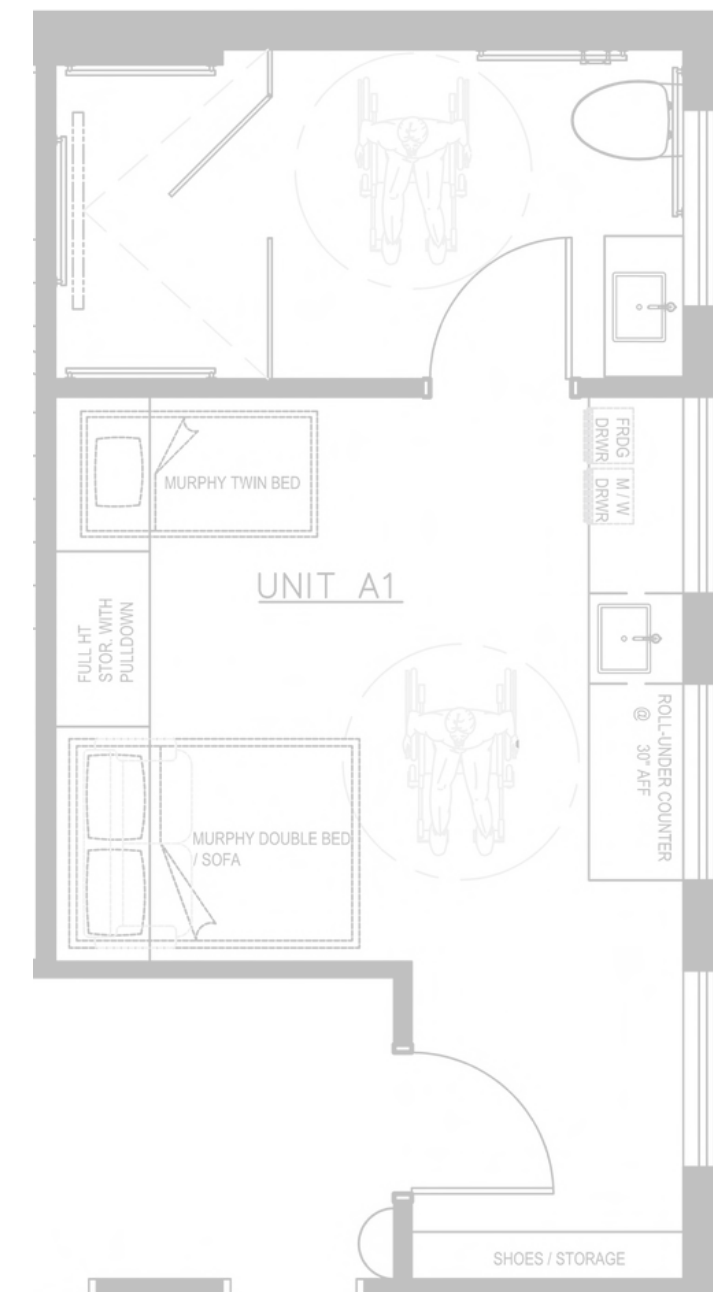 FRDG
DRWR
M / W
DRWR
MURPHY TWIN BED
UNIT A1
FULL HT
STOR. WITH
PULLDOWN
ROLL-UNDER COUNTER
@ 30" AFF
MURPHY DOUBLE BED
/ SOFA
SHOES / STORAGE